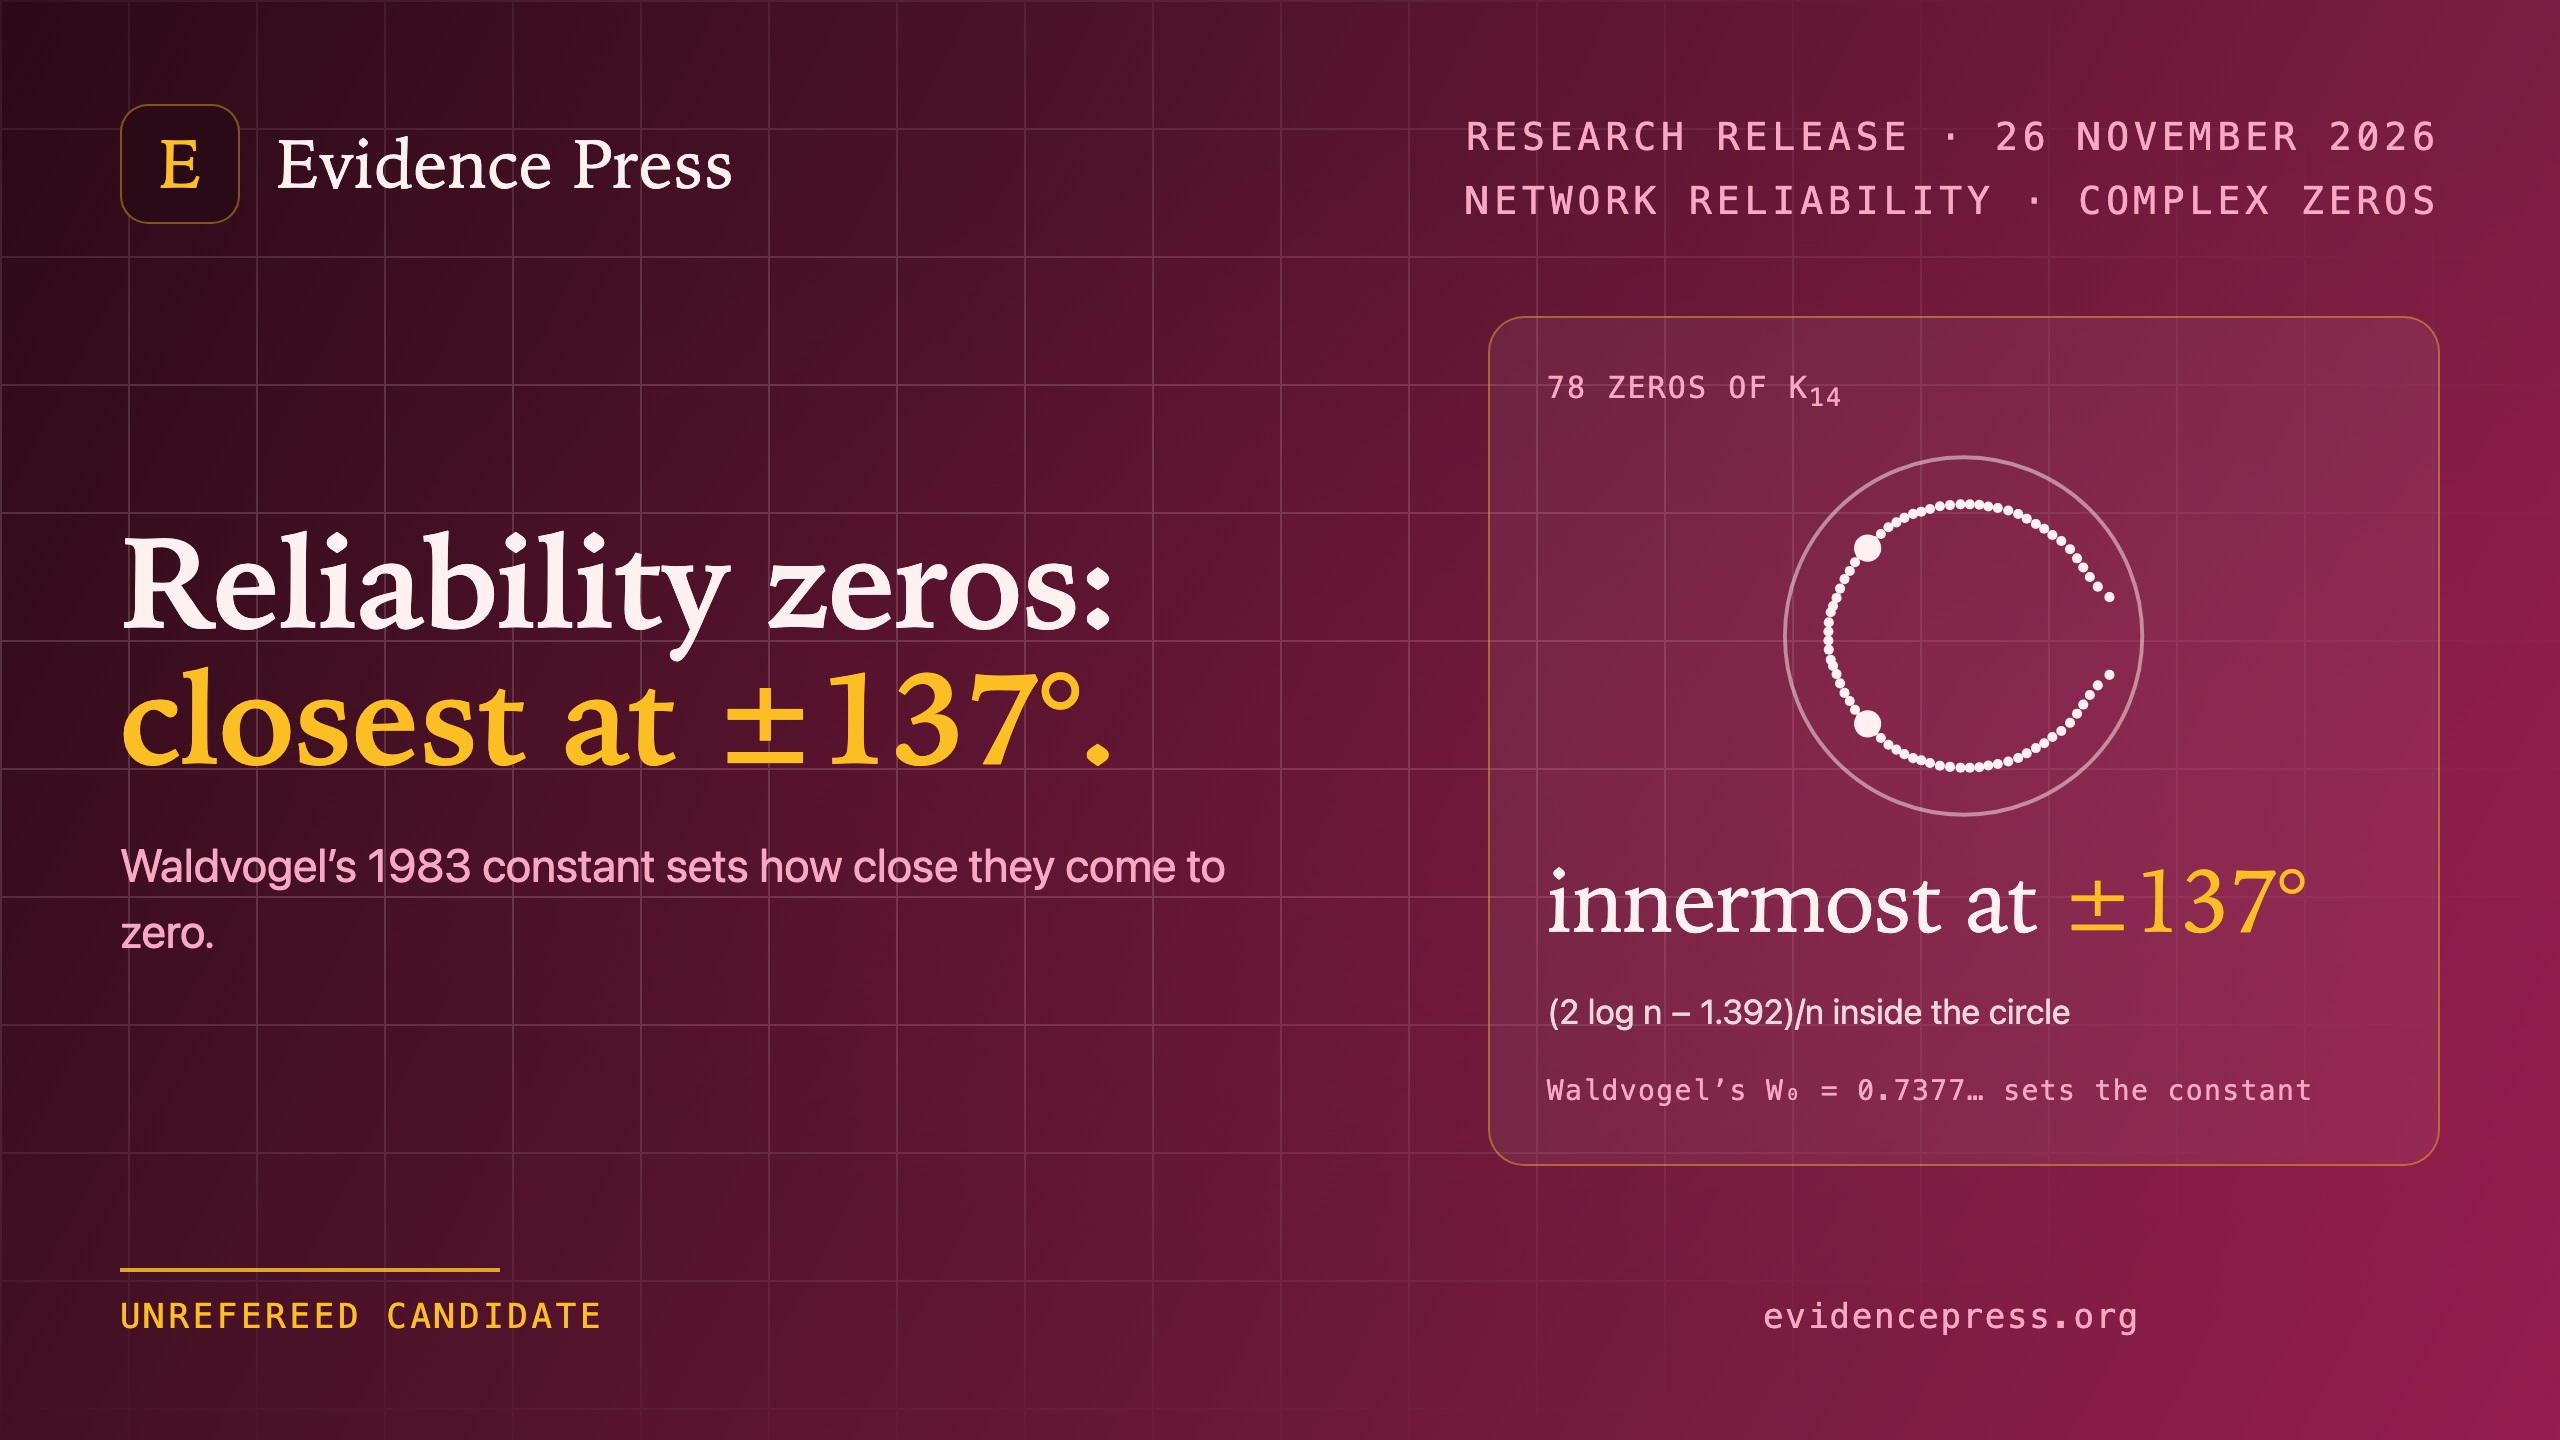 E
Evidence Press
RESEARCH RELEASE · 26 NOVEMBER 2026
NETWORK RELIABILITY · COMPLEX ZEROS
Reliability zeros:
closest at ±137°.
Waldvogel’s 1983 constant sets how close they come to
zero.
78 ZEROS OF K₁₄
innermost at ±137°
(2 log n – 1.392)/n inside the circle
Waldvogel’s W₀ = 0.7377… sets the constant
UNREFEREED CANDIDATE
evidencepress.org